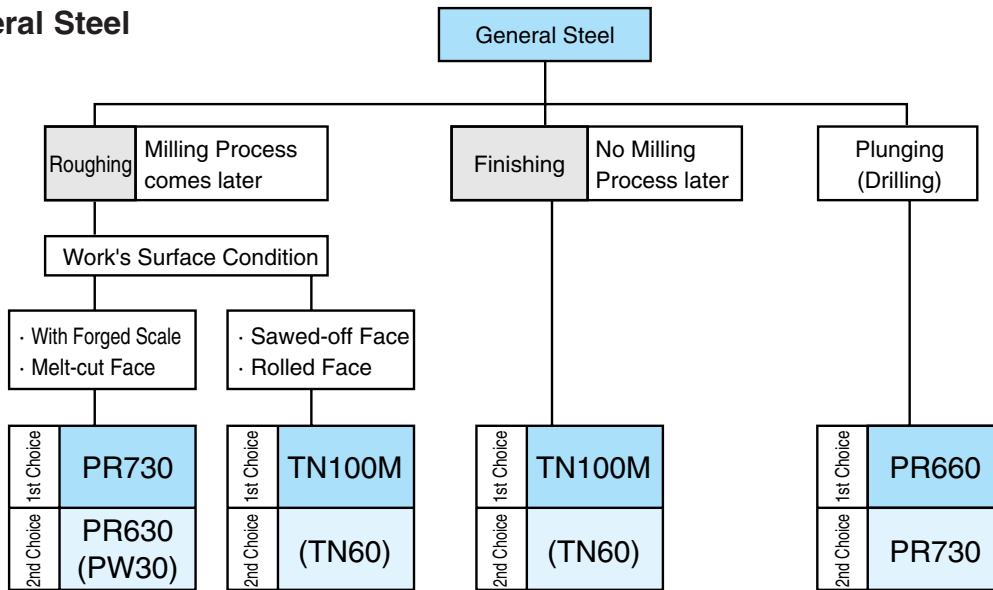 eral Steel
General Steel
Roughing
Milling Process
comes later
Finishing
No Milling
Process later
Plunging
(Drilling)
Work's Surface Condition
· With Forged Scale
· Melt-cut Face
· Sawed-off Face
· Rolled Face
1st Choice
PR730
2nd Choice
PR630
(PW30)
1st Choice
TN100M
2nd Choice
(TN60)
1st Choice
TN100M
2nd Choice
(TN60)
1st Choice
PR660
2nd Choice
PR730